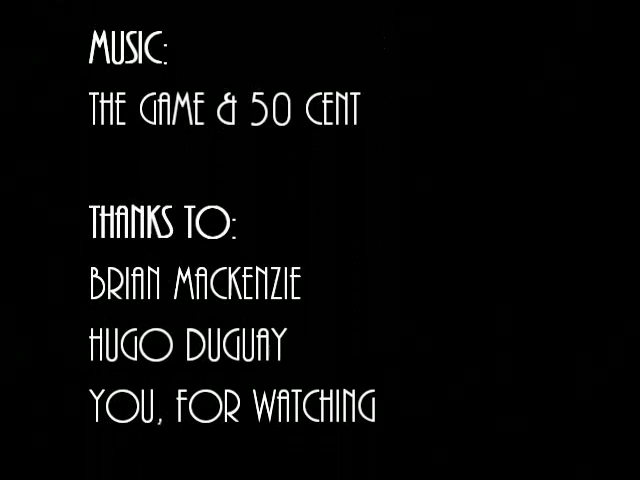 MUSIC:
THE GAME & 50 CENT
THANKS TO:
BRIAN MACKENZIE
HUGO DUGUAY
YOU, FOR WATCHING